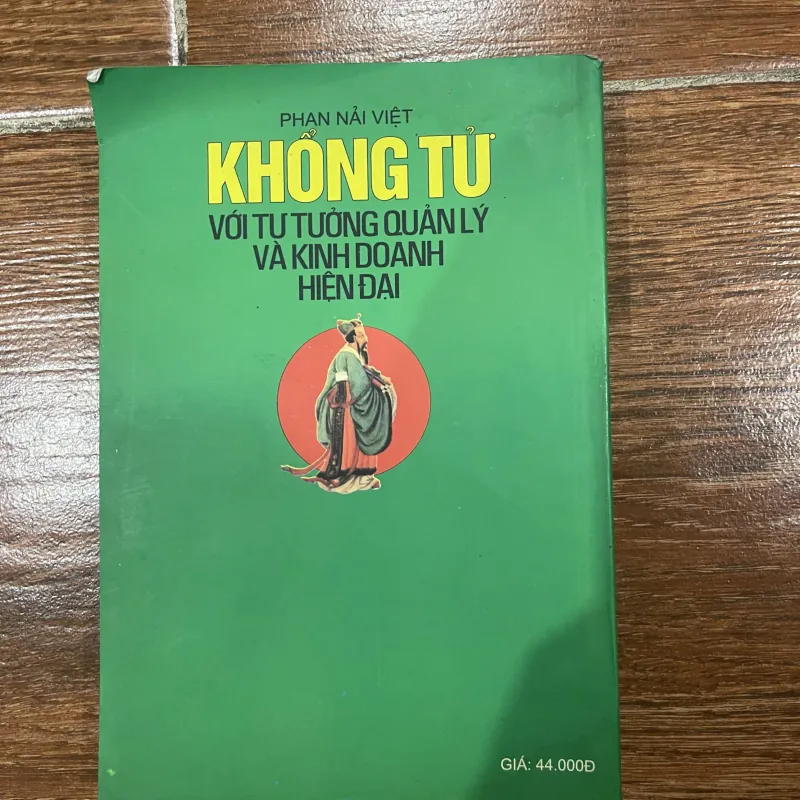 PHAN NẢI VIỆT
KHỔNG TỬ
VỚI TƯ TƯỞNG QUẢN LÝ
VÀ KINH DOANH
HIỆN ĐẠI
GIÁ: 44.000Đ